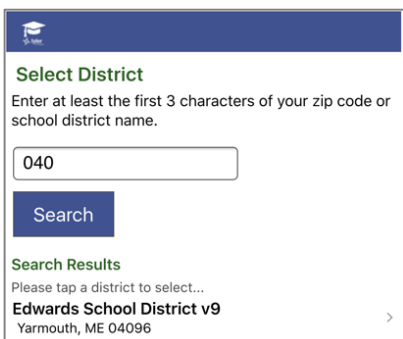 tyler
Select District
Enter at least the first 3 characters of your zip code or
school district name.
040
Search
Search Results
Please tap a district to select...
Edwards School District v9
Yarmouth, ME 04096